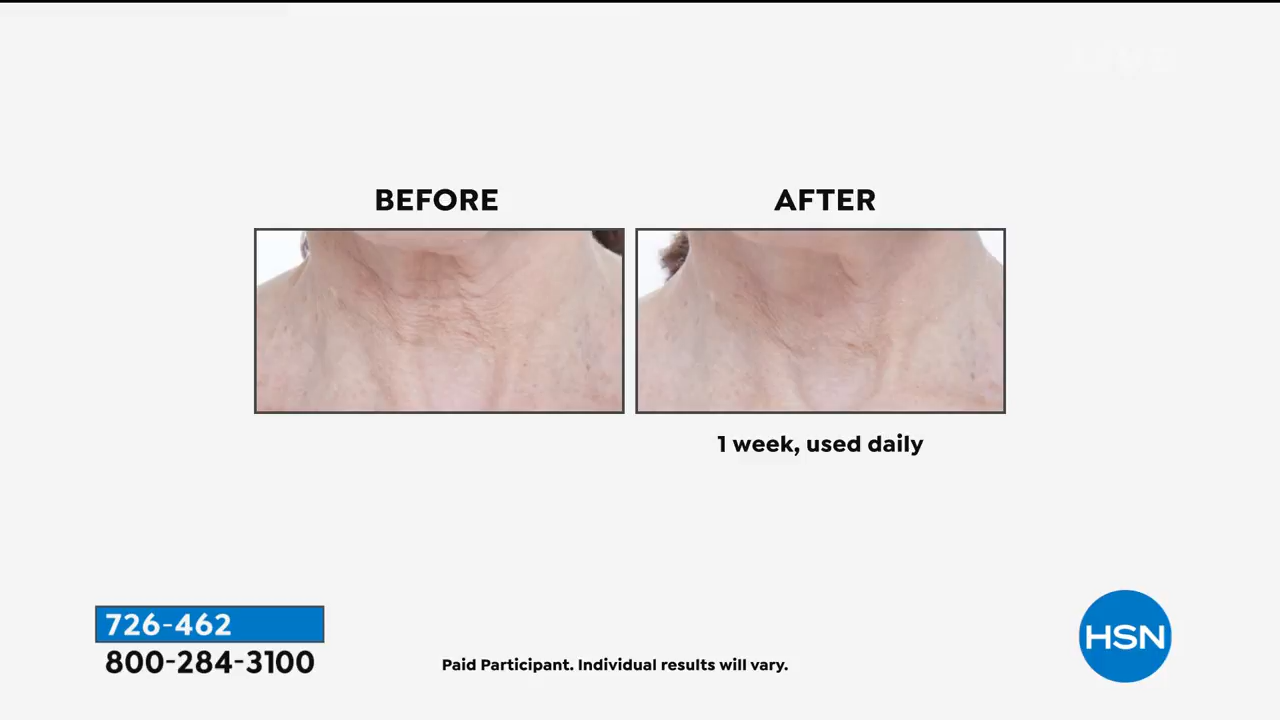 BEFORE
AFTER
1 week, used daily
726-462
800-284-3100
Paid Participant. Individual results will vary.
HSN